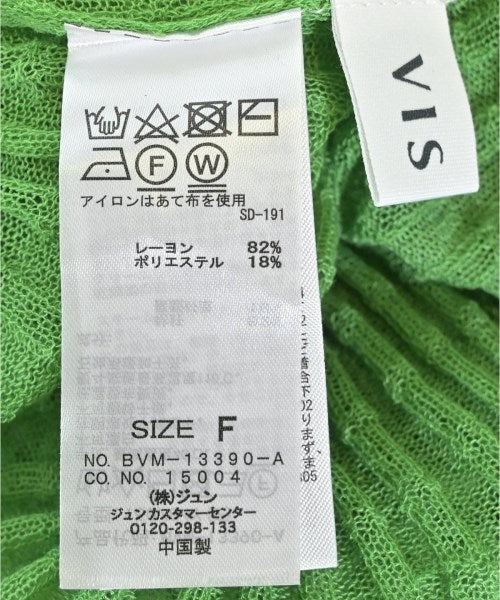 VIS
F W
アイロンはあて布を使用
SD-191
レーヨン 82%
ポリエステル 18%
SIZE F
NO. BVM-13390-A
CO. NO. 15004
(株)ジュン
ジュンカスタマーセンター
0120-298-133
中国製